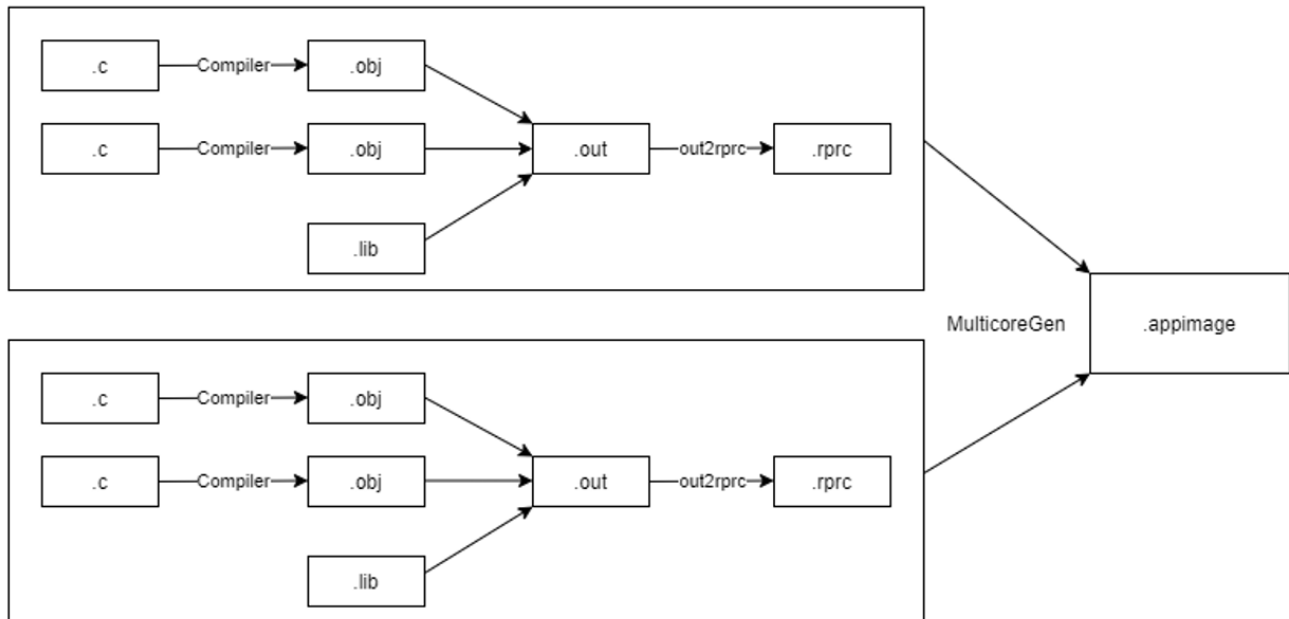 .c Compiler .obj
.c Compiler .obj .out out2rprc .rprc
.lib
MulticoreGen .appimage
.c Compiler .obj
.c Compiler .obj .out out2rprc .rprc
.lib